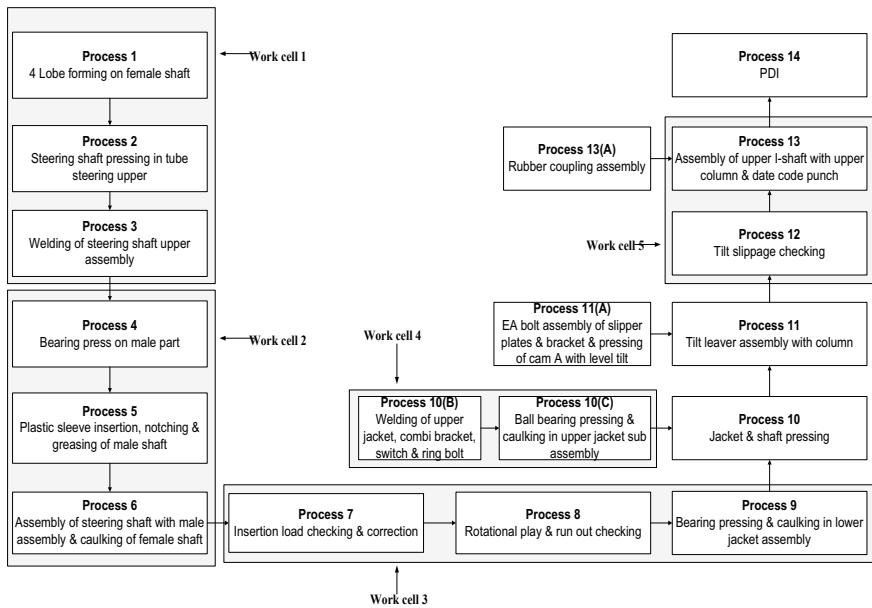 Process 1
4 Lobe forming on female shaft
Work cell 1
Process 2
Steering shaft pressing in tube
steering upper
Process 3
Welding of steering shaft upper
assembly
Process 4
Bearing press on male part
Work cell 2
Process 5
Plastic sleeve insertion, notching &
greasing of male shaft
Process 6
Assembly of steering shaft with male
assembly & caulking of female shaft
Process 7
Insertion load checking & correction
Process 8
Rotational play & run out checking
Process 9
Bearing pressing & caulking in lower
jacket assembly
Work cell 3
Work cell 4
Process 10(B)
Welding of upper
jacket, combi bracket,
switch & ring bolt
Process 10(C)
Ball bearing pressing &
caulking in upper jacket sub
assembly
Process 10
Jacket & shaft pressing
Process 11(A)
EA bolt assembly of slipper
plates & bracket & pressing
of cam A with level tilt
Process 11
Tilt leaver assembly with column
Work cell 5
Process 12
Tilt slippage checking
Process 13(A)
Rubber coupling assembly
Process 13
Assembly of upper I-shaft with upper
column & date code punch
Process 14
PDI